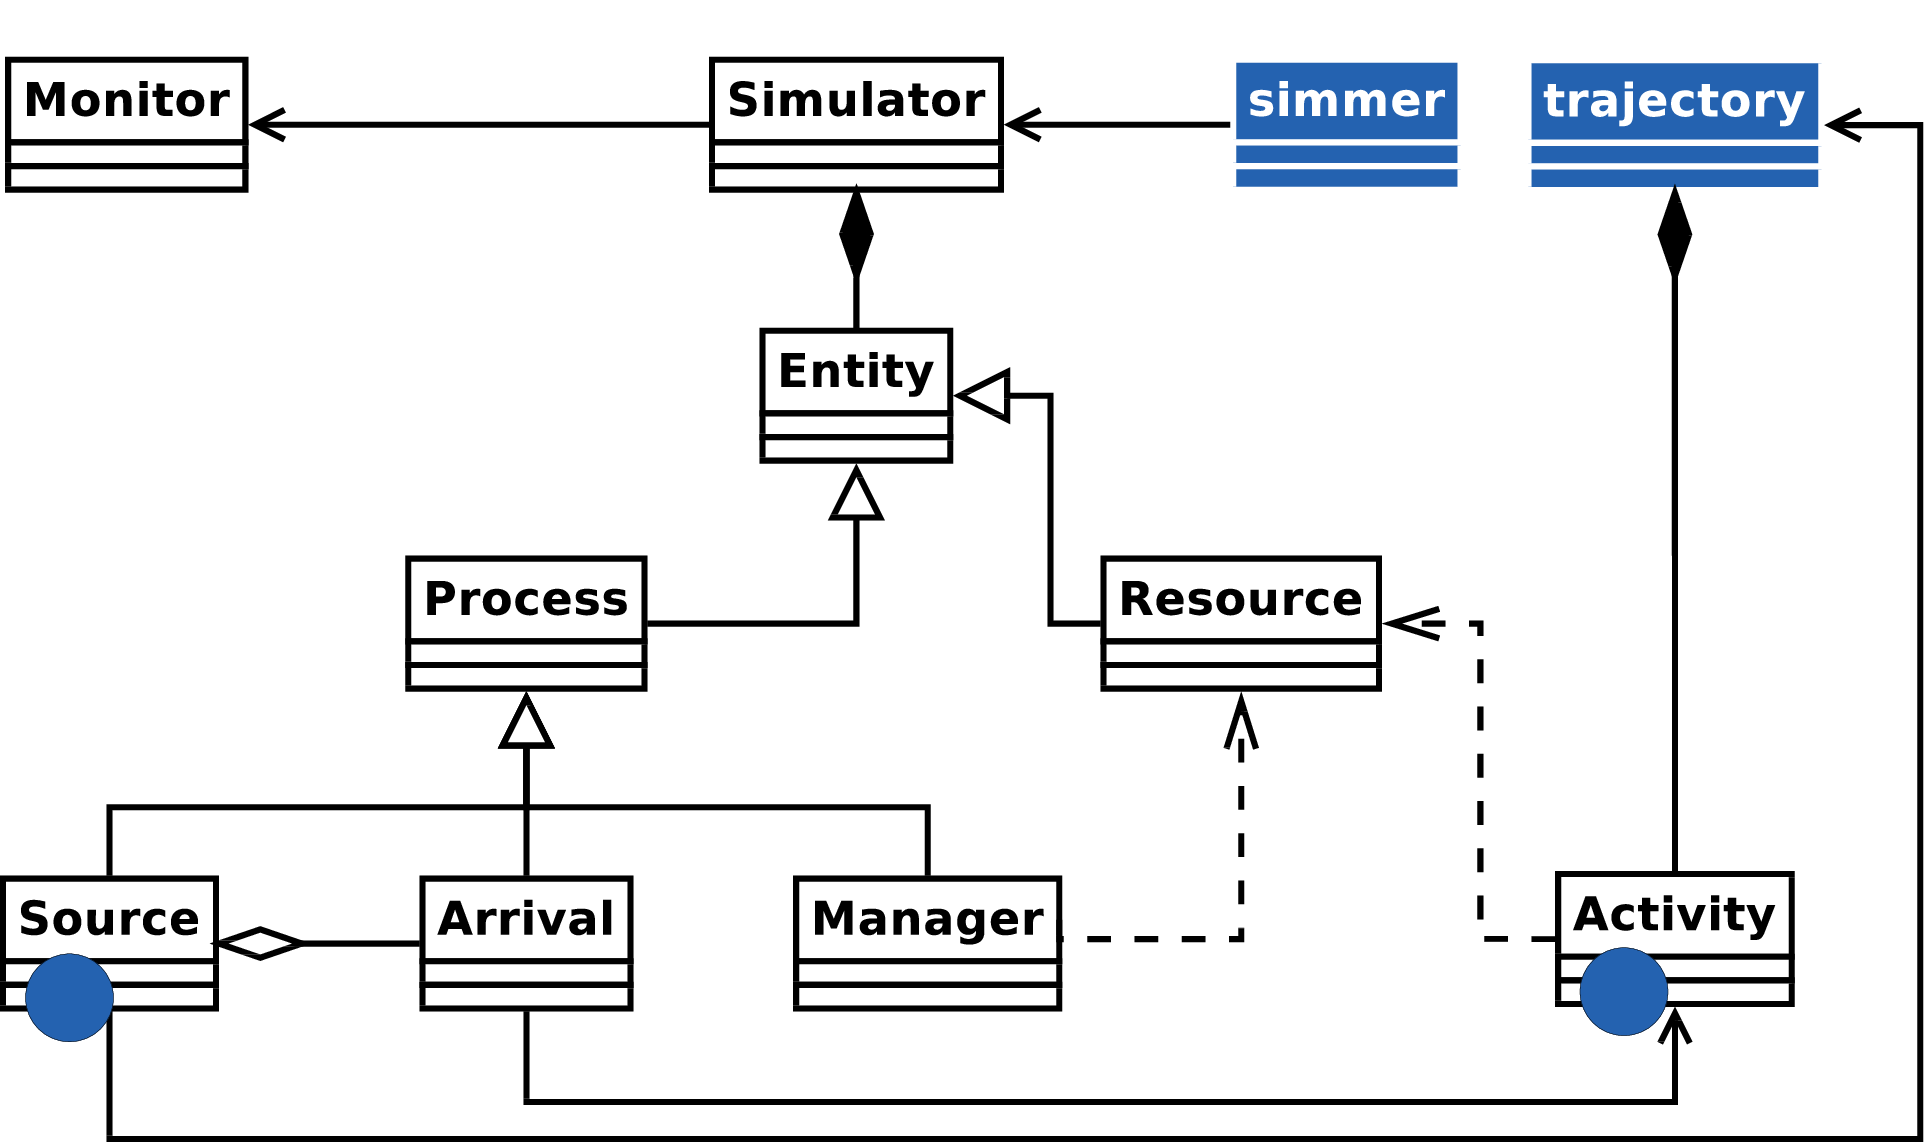 Monitor
Simulator
simmer
trajectory
Entity
Process
Resource
Source
Arrival
Manager
Activity